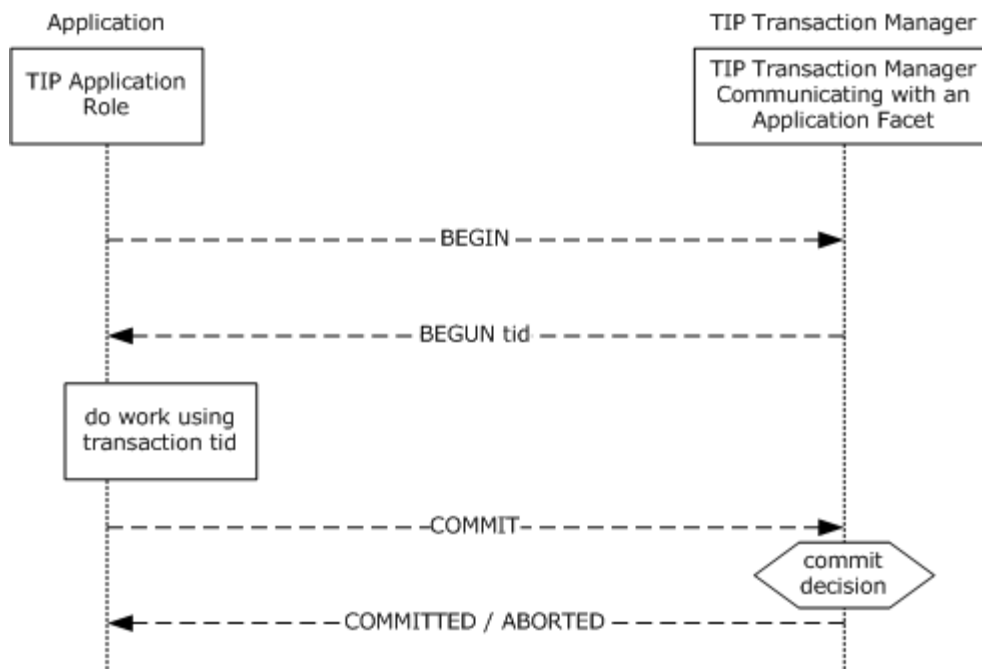 Application
TIP Transaction Manager
TIP Application
Role
TIP Transaction Manager
Communicating with an
Application Facet
BEGIN
BEGUN tid
do work using
transaction tid
COMMIT
commit
decision
COMMITTED / ABORTED